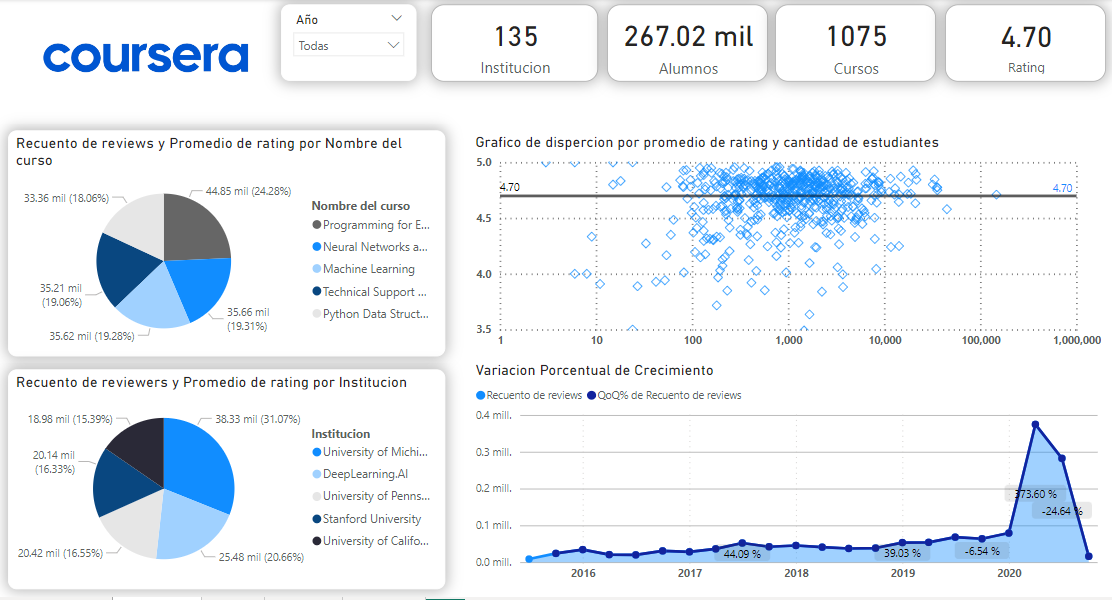 coursera
Año
Todas
135
Institucion
267.02 mil
Alumnos
1075
Cursos
4.70
Rating
Recuento de reviews y Promedio de rating por Nombre del
curso
33.36 mil (18.06%)
44.85 mil (24.28%)
35.21 mil
(19.06%)
35.66 mil
(19.31%)
35.62 mil (19.28%)
Nombre del curso
Programming for E...
Neural Networks a...
Machine Learning
Technical Support ...
Python Data Struct...
Grafico de dispercion por promedio de rating y cantidad de estudiantes
5.0
4.70
4.70
4.5
4.0
3.5
1
10
100
1,000
10,000
100,000
1,000,000
Recuento de reviewers y Promedio de rating por Institucion
18.98 mil (15.39%)
38.33 mil (31.07%)
20.14 mil
(16.33%)
20.42 mil (16.55%)
25.48 mil (20.66%)
Institucion
University of Michi...
DeepLearning.AI
University of Penns...
Stanford University
University of Califo...
Variacion Porcentual de Crecimiento
Recuento de reviews
QoQ% de Recuento de reviews
0.4 mill.
0.3 mill.
0.2 mill.
0.1 mill.
0.0 mill.
373.60 %
-24.64 %
44.09 %
39.03 %
-6.54 %
2016
2017
2018
2019
2020